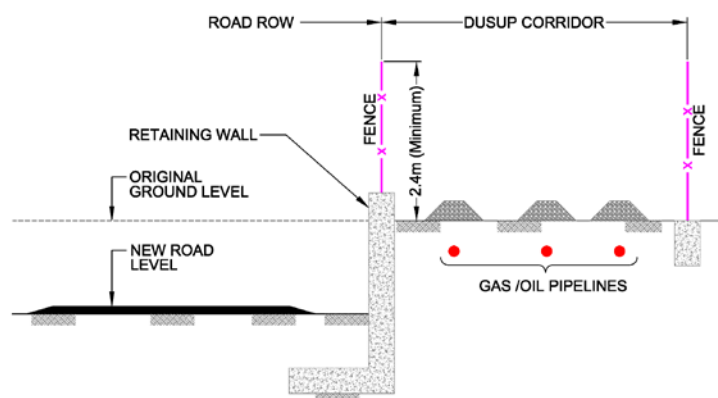 ROAD ROW
DUSUP CORRIDOR
FENCE
2.4m (Minimum)
FENCE
RETAINING WALL
ORIGINAL
GROUND LEVEL
NEW ROAD
LEVEL
GAS /OIL PIPELINES